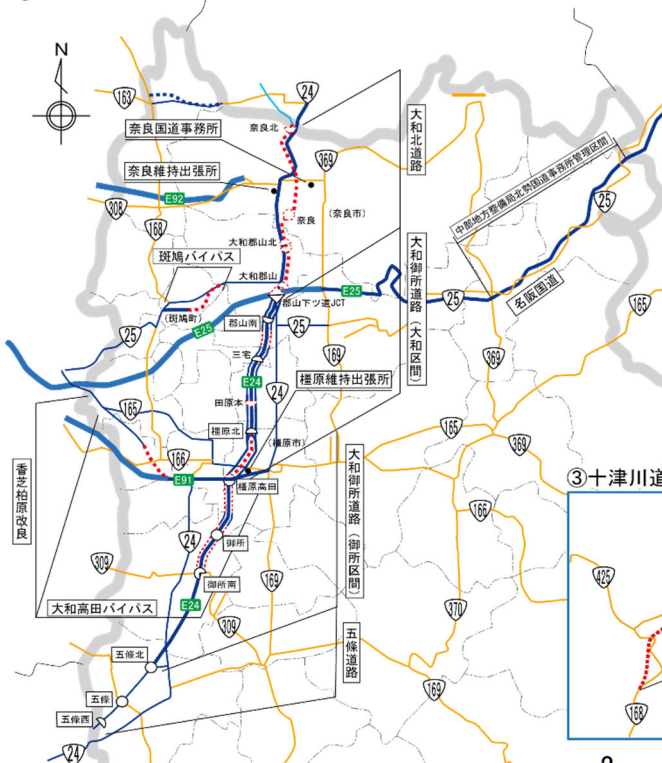 N
163
24
奈良北
大和北道路
奈良国道事務所
369
奈良維持出張所
中部地方整備局北勢国道事務所管理区間
E92
308
奈良
(奈良市)
25
168
大和郡山北
斑鳩バイパス
大和郡山
大和御所道路(大和区間)
E25
郡山下ツ道JCT
25
名阪国道
165
(斑鳩町)
郡山南
25
25
E25
三宅
169
369
E24
24
橿原維持出張所
田原本
165
橿原北
(橿原市)
165
369
166
香芝柏原改良
大和御所道路(御所区間)
③十津川道
E91
橿原高田
166
24
御所
309
425
御所南
169
大和高田バイパス
E24
370
309
五條道路
五條北
169
五條
168
五條西
24